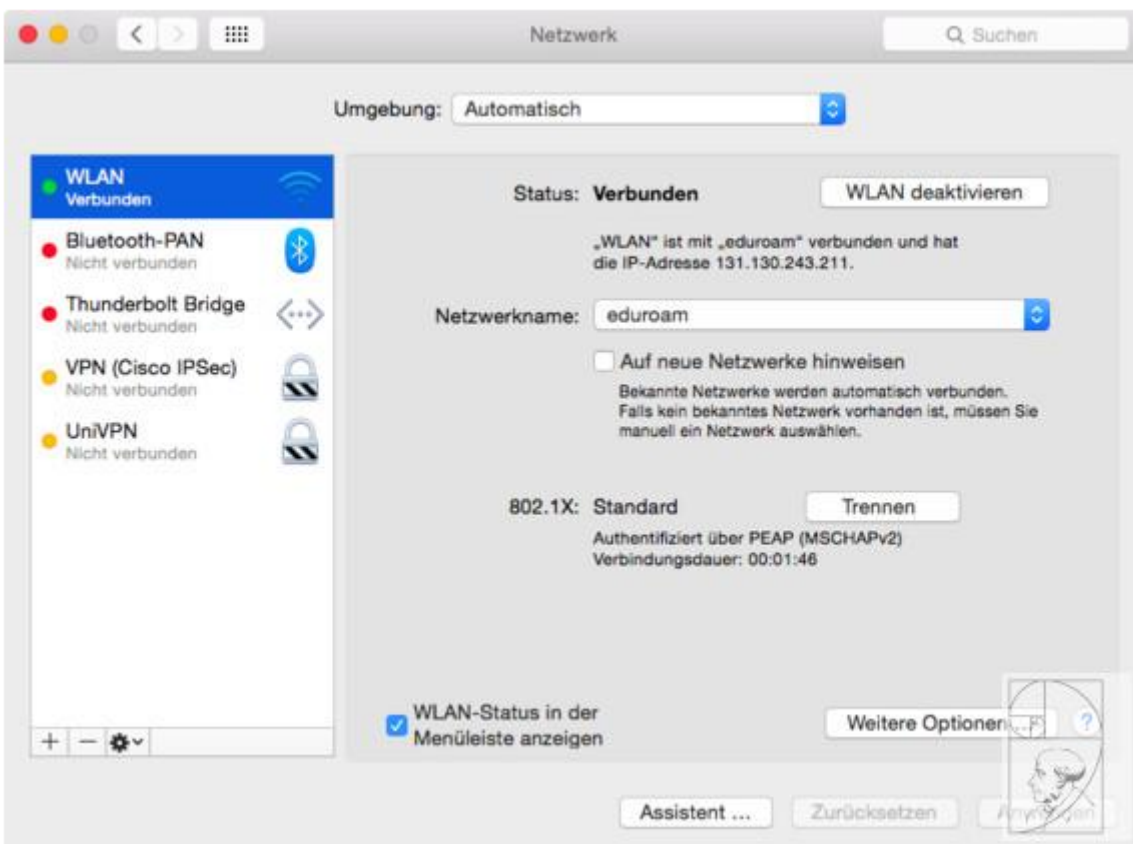 Netzwerk
Suchen
Umgebung: Automatisch
WLAN
Verbunden
Bluetooth-PAN
Nicht verbunden
Thunderbolt Bridge
Nicht verbunden
VPN (Cisco IPSec)
Nicht verbunden
UniVPN
Nicht verbunden
Status: Verbunden
WLAN deaktivieren
„WLAN“ ist mit „eduroam“ verbunden und hat
die IP-Adresse 131.130.243.211.
Netzwerkname: eduroam
Auf neue Netzwerke hinweisen
Bekannte Netzwerke werden automatisch verbunden.
Falls kein bekanntes Netzwerk vorhanden ist, müssen Sie
manuell ein Netzwerk auswählen.
802.1X: Standard
Trennen
Authentifiziert über PEAP (MSCHAPv2)
Verbindungsdauer: 00:01:46
WLAN-Status in der
Menüleiste anzeigen
Weitere Optionen ...
?
Assistent ...
Zurücksetzen